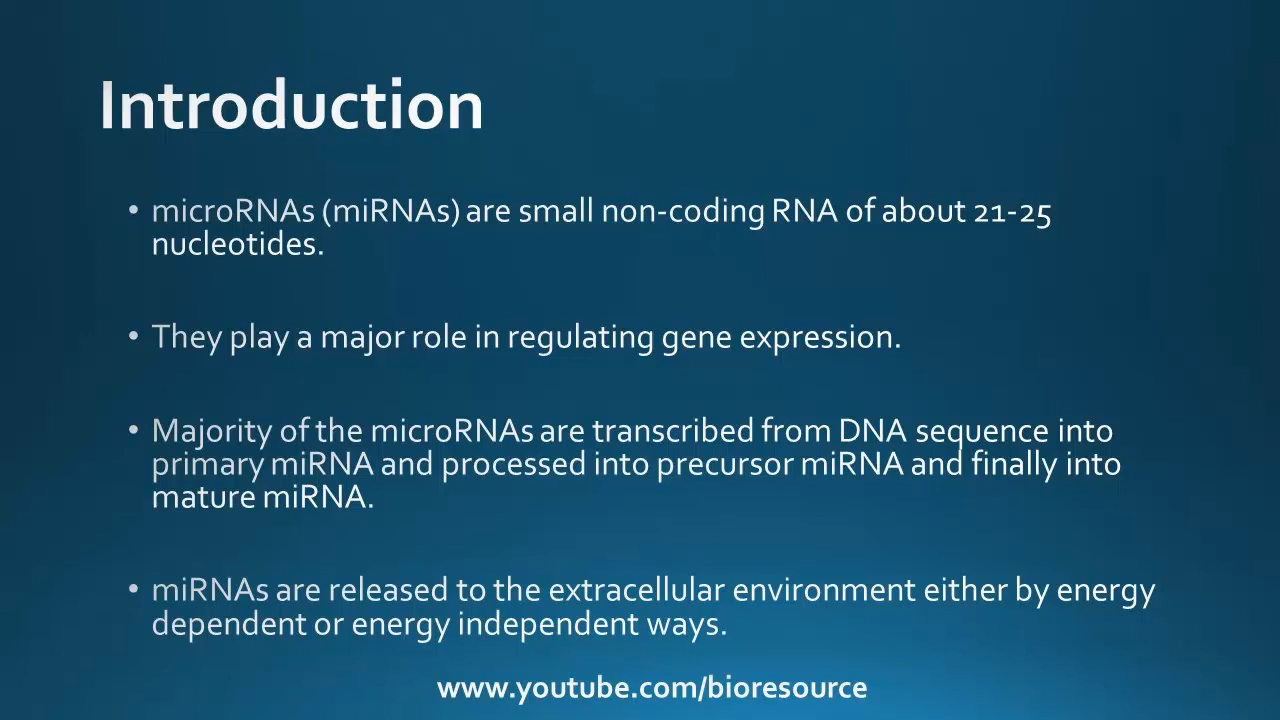 Introduction
• microRNAs (miRNAs) are small non-coding RNA of about 21-25
nucleotides.
• They play a major role in regulating gene expression.
• Majority of the microRNAs are transcribed from DNA sequence into
primary miRNA and processed into precursor miRNA and finally into
mature miRNA.
• miRNAs are released to the extracellular environment either by energy
dependent or energy independent ways.
www.youtube.com/bioresource